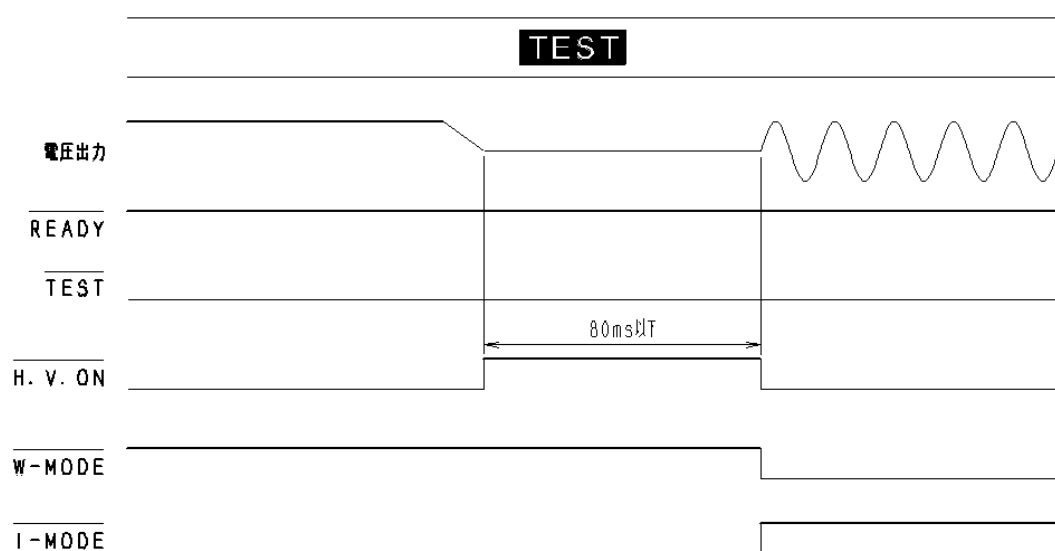 TEST
電圧出力
READY
TEST
80ms以下
H. V. ON
W-MODE
I-MODE